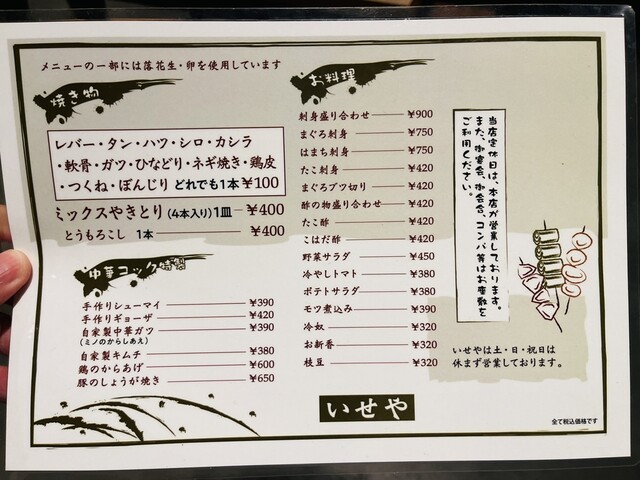 メニューの一部には落花生・卵を使用しています
焼き物
レバー・タン・ハツ・シロ・カシラ
・軟骨・ガツ・ひなどり・ネギ焼き・鶏皮
・つくね・ぼんじり どれでも1本 ¥100
ミックスやきとり(4本入り)1皿 ¥400
とうもろこし 1本 ¥400
中華コック特製
手作りシューマイ ¥390
手作りギョーザ ¥420
自家製中華ガツ ¥390
(ミノのからしあえ)
自家製キムチ ¥380
鶏のからあげ ¥600
豚のしょうが焼き ¥650
お料理
刺身盛り合わせ ¥900
まぐろ刺身 ¥750
はまち刺身 ¥750
たこ刺身 ¥420
まぐろブツ切り ¥420
酢の物盛り合わせ ¥420
たこ酢 ¥420
こはだ酢 ¥420
野菜サラダ ¥450
冷やしトマト ¥380
ポテトサラダ ¥380
モツ煮込み ¥390
冷奴 ¥320
お新香 ¥320
枝豆 ¥320
当店定休日は、本店が営業しております。
また、御宴会、御会合、コンパ等はお座敷を
ご利用ください。
いせやは土・日・祝日は
休まず営業しております。
いせや
全て税込価格です